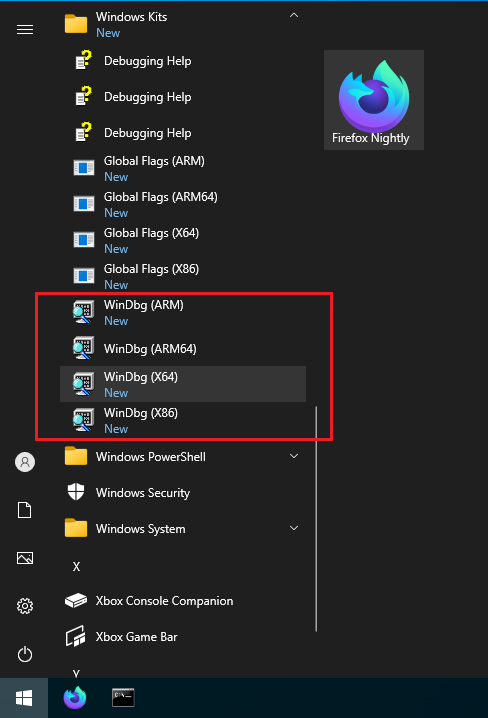 Windows Kits
New
Debugging Help
Debugging Help
Debugging Help
Global Flags (ARM)
New
Global Flags (ARM64)
New
Global Flags (X64)
New
Global Flags (X86)
New
WinDbg (ARM)
New
WinDbg (ARM64)
WinDbg (X64)
New
WinDbg (X86)
New
Windows PowerShell
Windows Security
Windows System
X
Xbox Console Companion
Xbox Game Bar
Y
Firefox Nightly